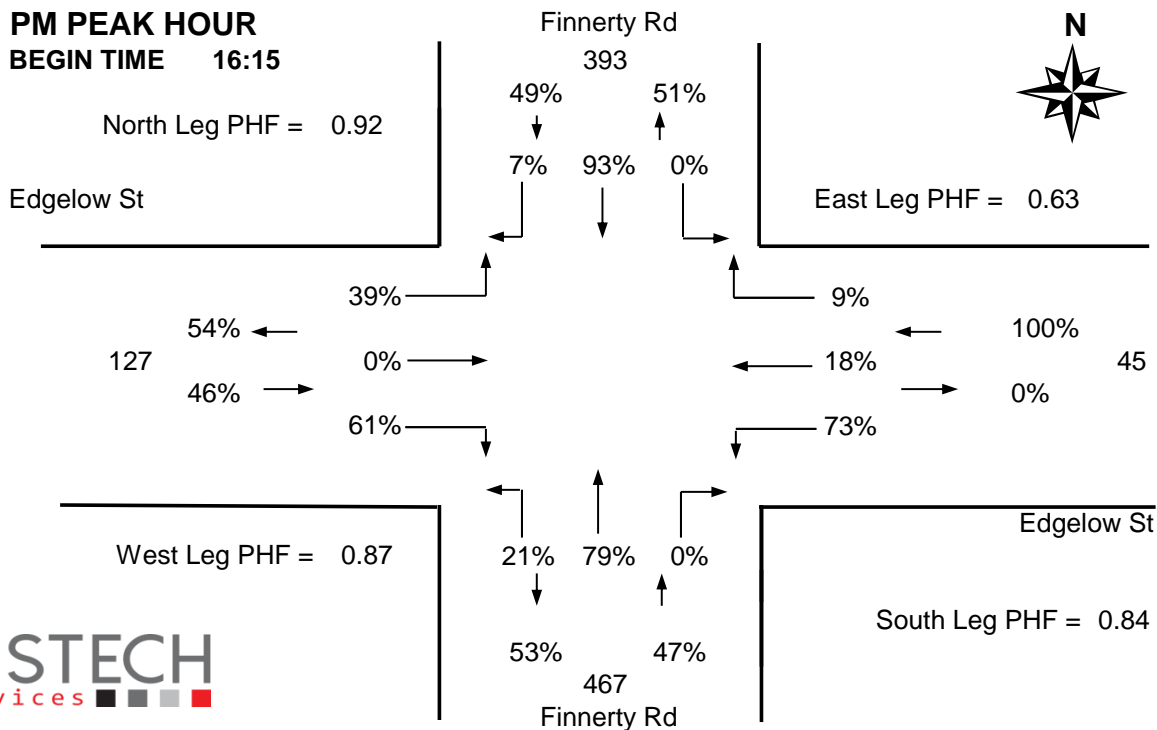 PM PEAK HOUR
BEGIN TIME 16:15
Finnerty Rd
393
N
49% 51%
North Leg PHF = 0.92
7% 93% 0%
Edgelow St
East Leg PHF = 0.63
39%
9%
54%
100%
127
0%
18%
45
46%
0%
61%
73%
Edgelow St
West Leg PHF = 0.87
21% 79% 0%
South Leg PHF = 0.84
53% 47%
467
Finnerty Rd
STECH
vices